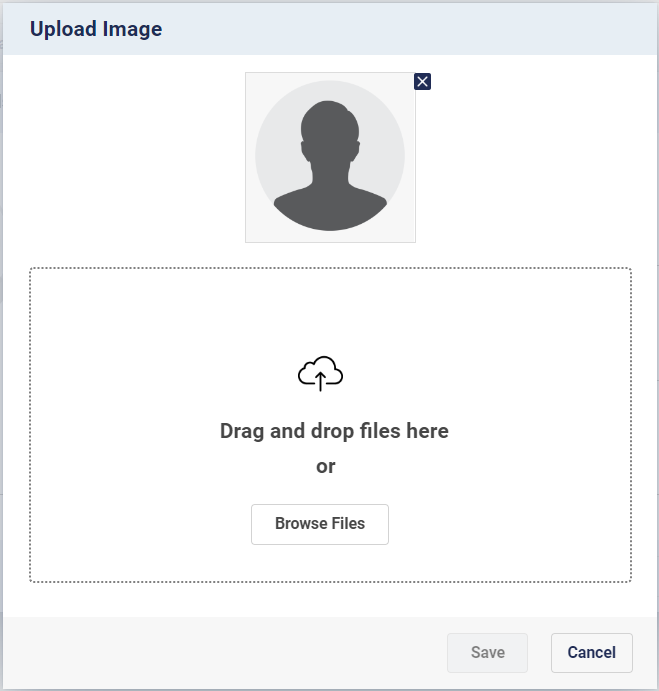 Upload Image
Drag and drop files here
or
Browse Files
Save
Cancel